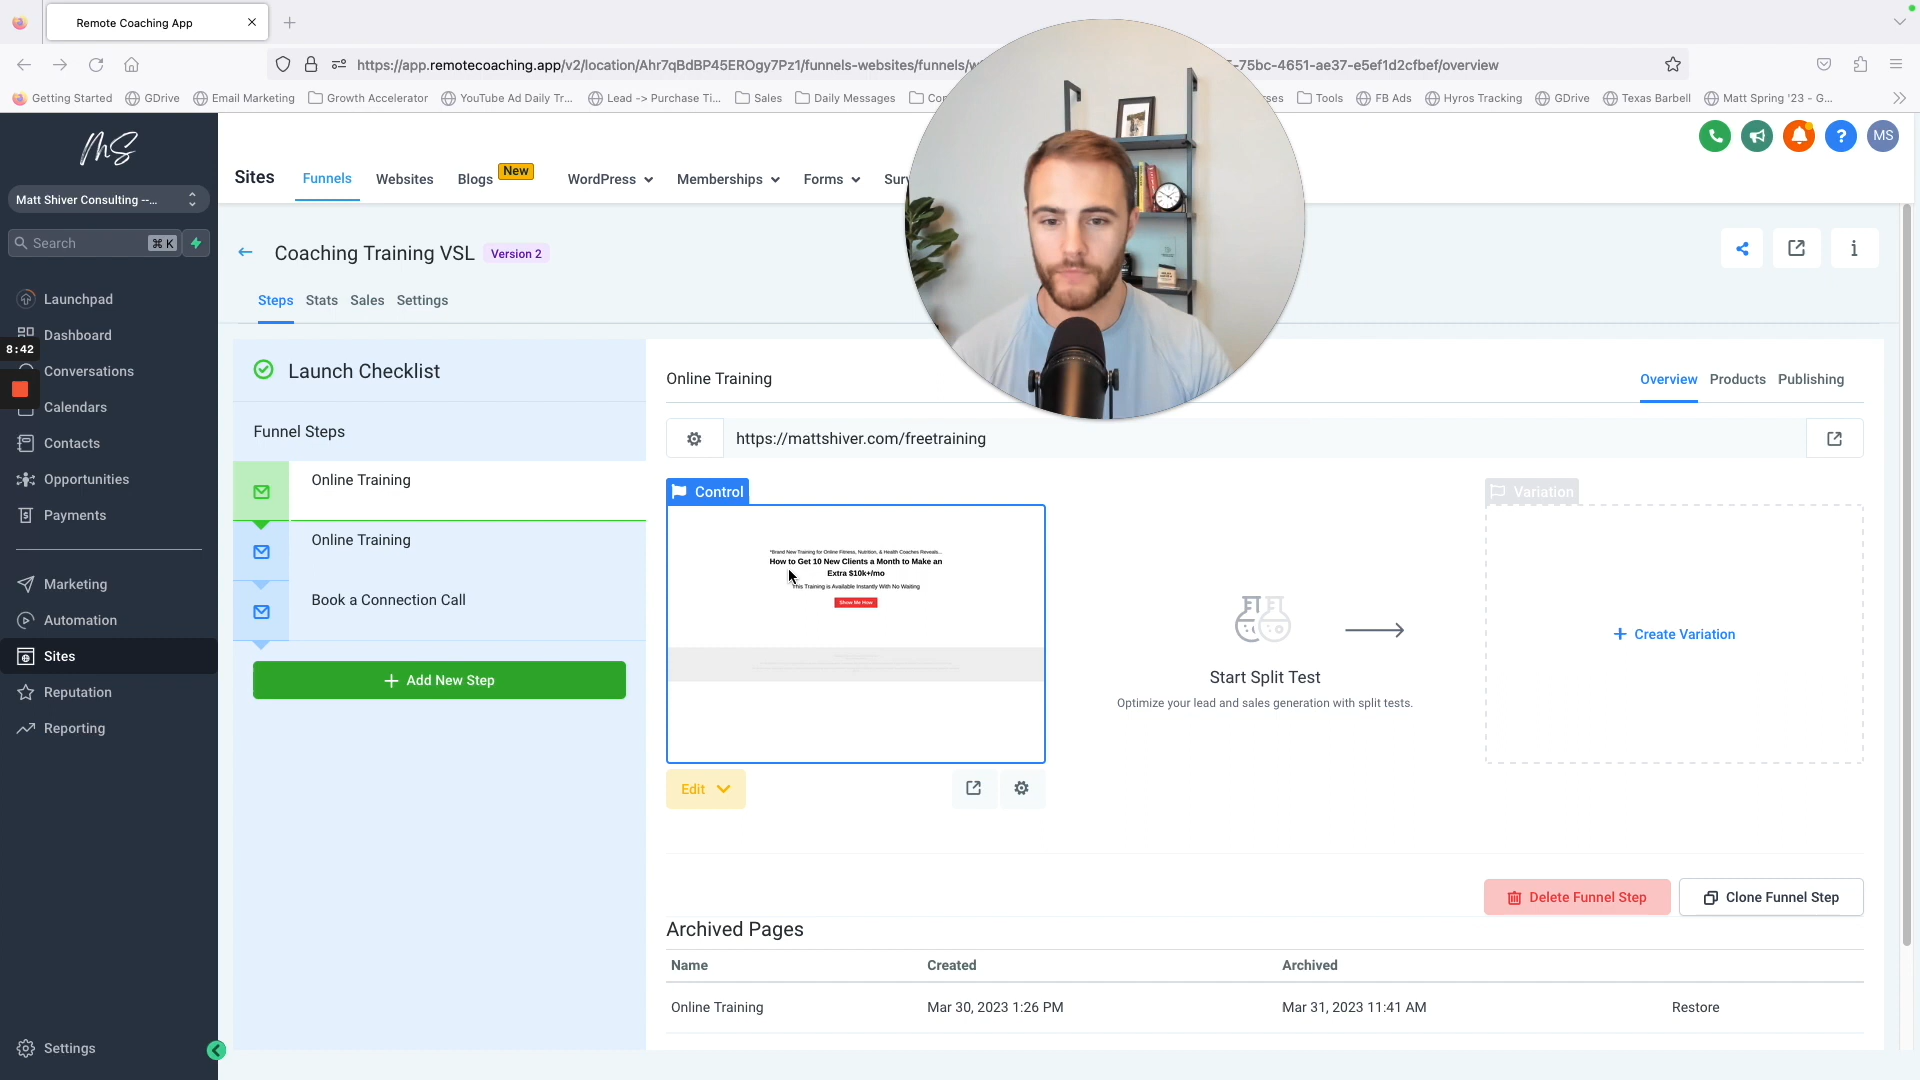 Remote Coaching App
https://app.remotecoaching.app/v2/location/Ahr7qBdBP45EROgy7Pz1/funnels-websites/funnels/w
-75bc-4651-ae37-e5ef1d2cfbef/overview
Getting Started
GDrive
Email Marketing
Growth Accelerator
YouTube Ad Daily Tr...
Lead -> Purchase Ti...
Sales
Daily Messages
Tools
FB Ads
Hyros Tracking
GDrive
Texas Barbell
Matt Spring '23 - G...
MS
Matt Shiver Consulting --...
Search
⌘ K
Launchpad
Dashboard
8:42
Conversations
Calendars
Contacts
Opportunities
Payments
Marketing
Automation
Sites
Reputation
Reporting
Settings
Sites
Funnels
Websites
Blogs
New
WordPress
Memberships
Forms
MS
Coaching Training VSL
Version 2
Steps
Stats
Sales
Settings
Launch Checklist
Funnel Steps
Online Training
Online Training
Book a Connection Call
+ Add New Step
Online Training
Overview
Products
Publishing
https://mattshiver.com/freetraining
Control
"Brand New Training for Online Fitness, Nutrition, & Health Coaches Reveals...
How to Get 10 New Clients a Month to Make an
Extra $10k+/mo
This Training is Available Instantly With No Waiting
Show Me How
Start Split Test
Optimize your lead and sales generation with split tests.
Variation
+ Create Variation
Edit
Delete Funnel Step
Clone Funnel Step
Archived Pages
Name
Created
Archived
Online Training
Mar 30, 2023 1:26 PM
Mar 31, 2023 11:41 AM
Restore